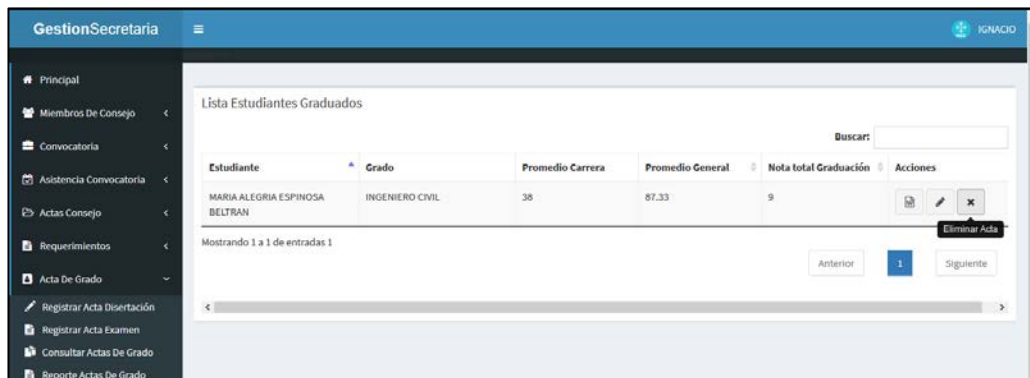 GestionSecretaria
IGNACIO
Principal
Miembros De Consejo
Convocatoria
Asistencia Convocatoria
Actas Consejo
Requerimientos
Acta De Grado
Registrar Acta Disertación
Registrar Acta Examen
Consultar Actas De Grado
Reporte Actas De Grado
Lista Estudiantes Graduados
Buscar:
Estudiante Grado Promedio Carrera Promedio General Nota total Graduación Acciones
MARIA ALEGRIA ESPINOSA BELTRAN INGENIERO CIVIL 38 87.33 9
Eliminar Acta
Mostrando 1 a 1 de entradas 1
Anterior 1 Siguiente